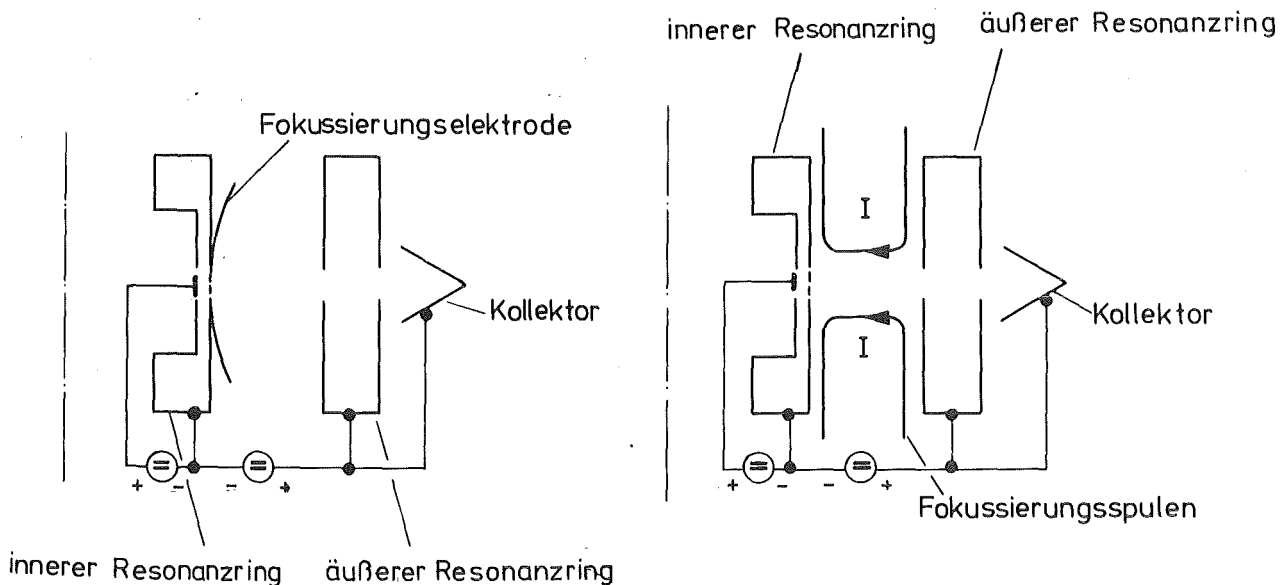 innerer Resonanzring
äußerer Resonanzring
Fokussierungselektrode
I
Kollektor
Kollektor
I
+ - - +
+ - - +
Fokussierungsspulen
innerer Resonanzring
äußerer Resonanzring